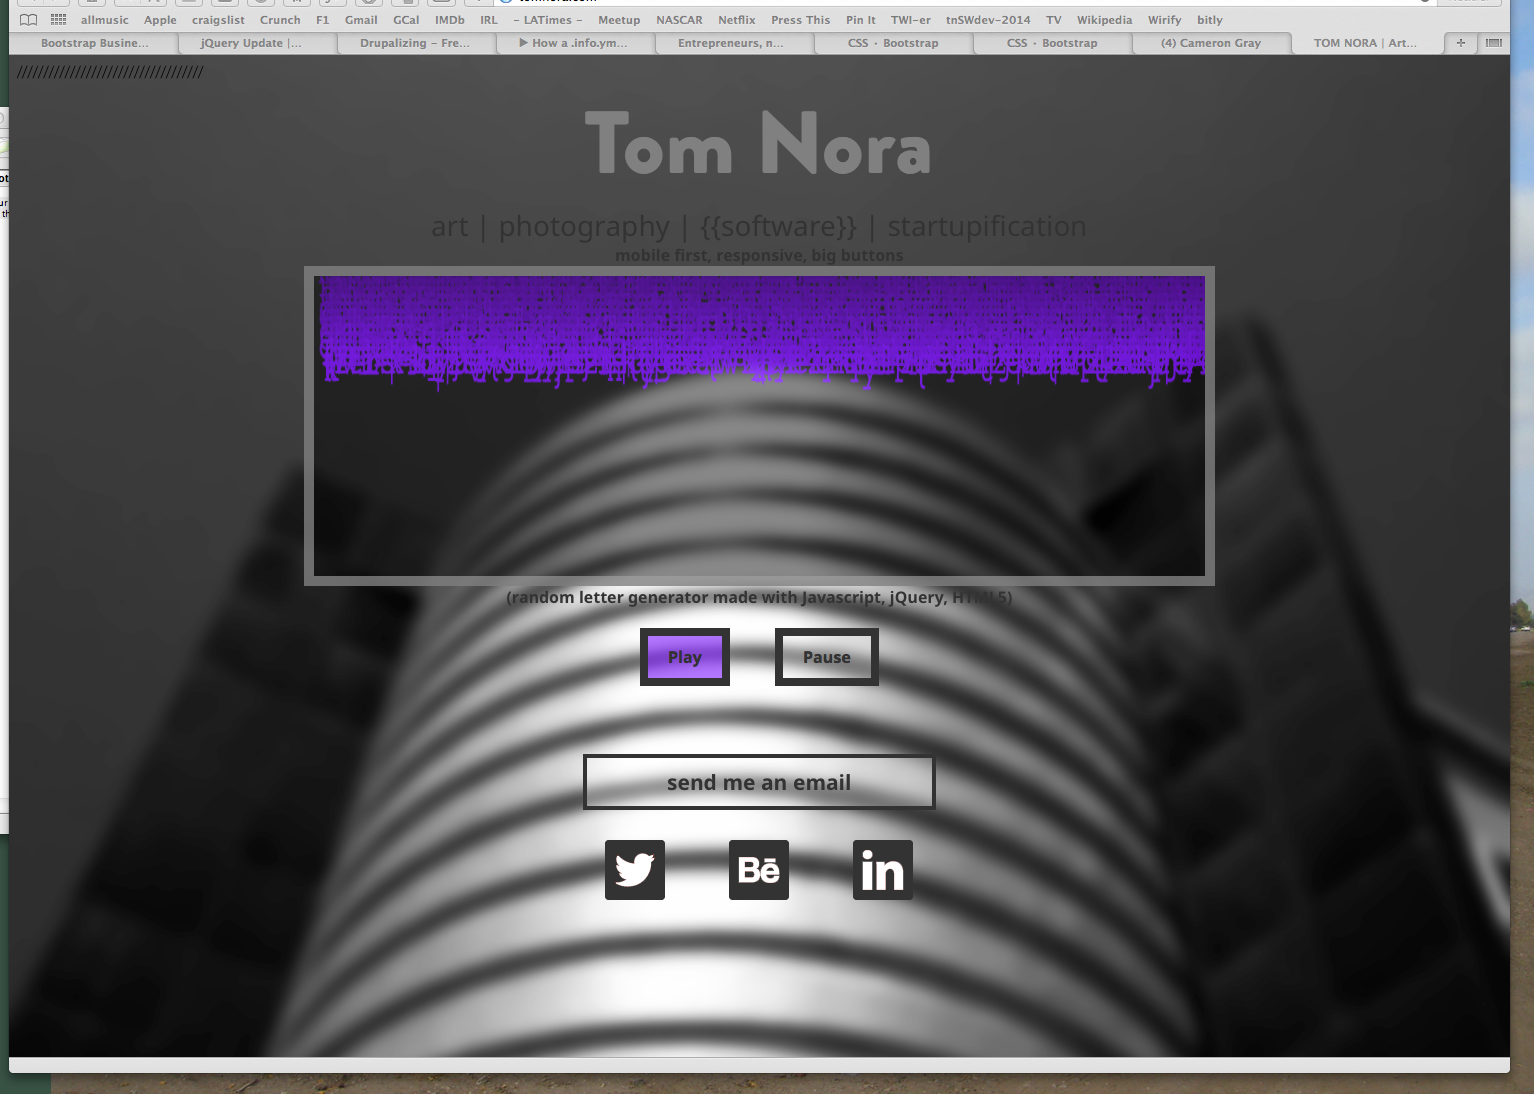 tomnora.com
allmusic Apple craigslist Crunch F1 Gmail GCal IMDb IRL – LATimes – Meetup NASCAR Netflix Press This Pin It TWI-er tnSWdev-2014 TV Wikipedia Wirify bitly
Bootstrap Busine... jQuery Update |... Drupalizing – Fre... ▶ How a .info.ym... Entrepreneurs, n... CSS · Bootstrap CSS · Bootstrap (4) Cameron Gray TOM NORA | Art... +
///////////////////////////////////
Tom Nora
art | photography | {{software}} | startupification
mobile first, responsive, big buttons
(random letter generator made with Javascript, jQuery, HTML5)
Play Pause
send me an email
Bē in